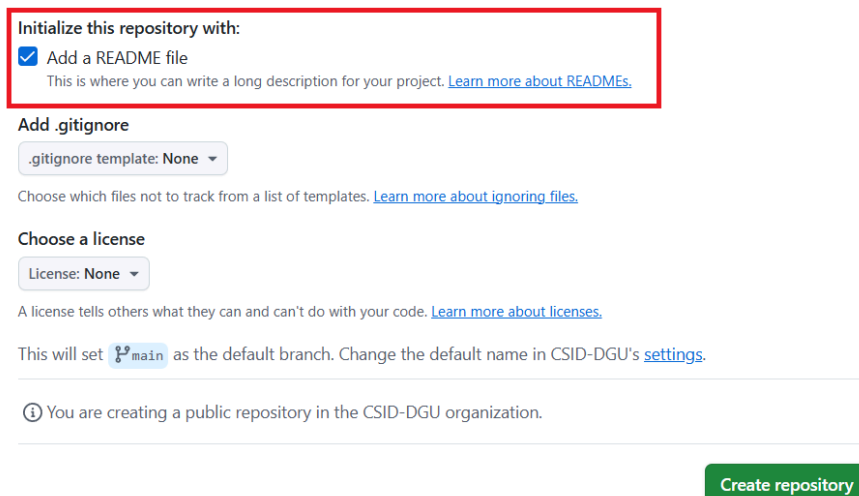 Initialize this repository with:
Add a README file
This is where you can write a long description for your project. Learn more about READMEs.
Add .gitignore
.gitignore template: None
Choose which files not to track from a list of templates. Learn more about ignoring files.
Choose a license
License: None
A license tells others what they can and can't do with your code. Learn more about licenses.
This will set main as the default branch. Change the default name in CSID-DGU's settings.
You are creating a public repository in the CSID-DGU organization.
Create repository